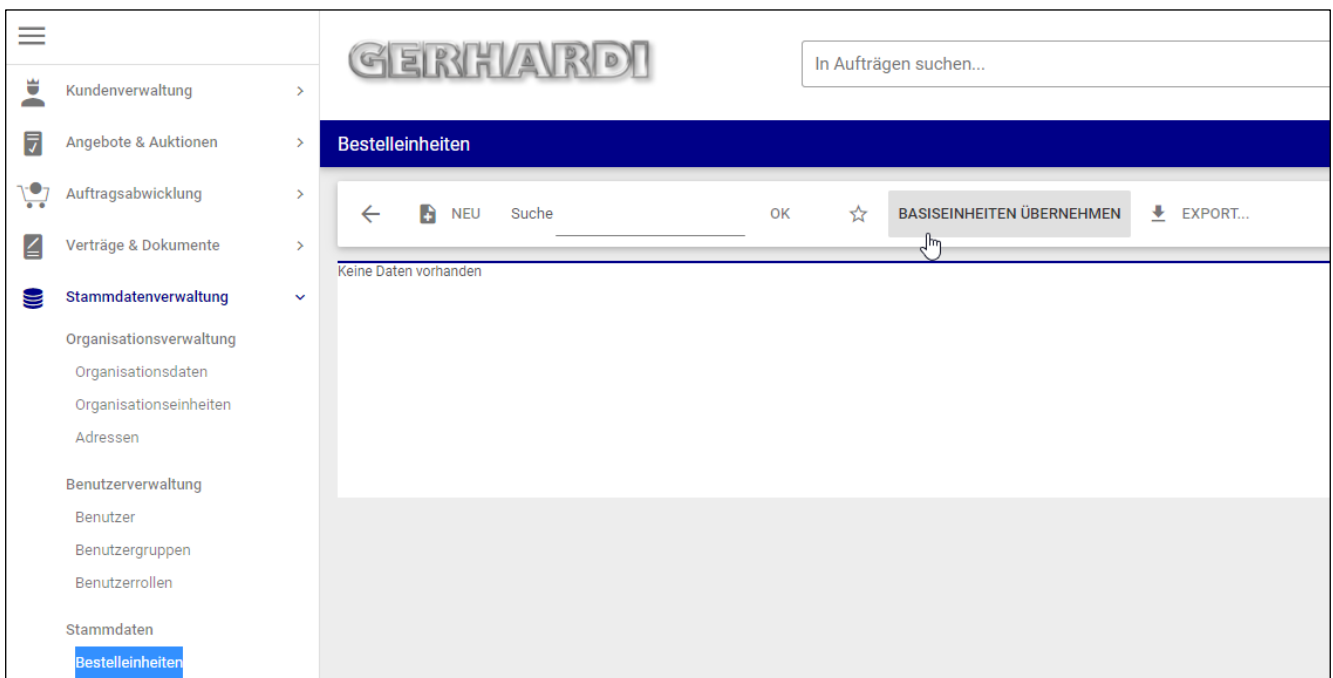 GERHARDI
In Aufträgen suchen...
Kundenverwaltung
Angebote & Auktionen
Auftragsabwicklung
Verträge & Dokumente
Stammdatenverwaltung
Organisationsverwaltung
Organisationsdaten
Organisationseinheiten
Adressen
Benutzerverwaltung
Benutzer
Benutzergruppen
Benutzerrollen
Stammdaten
Bestelleinheiten
Bestelleinheiten
NEU Suche OK BASISEINHEITEN ÜBERNEHMEN EXPORT...
Keine Daten vorhanden